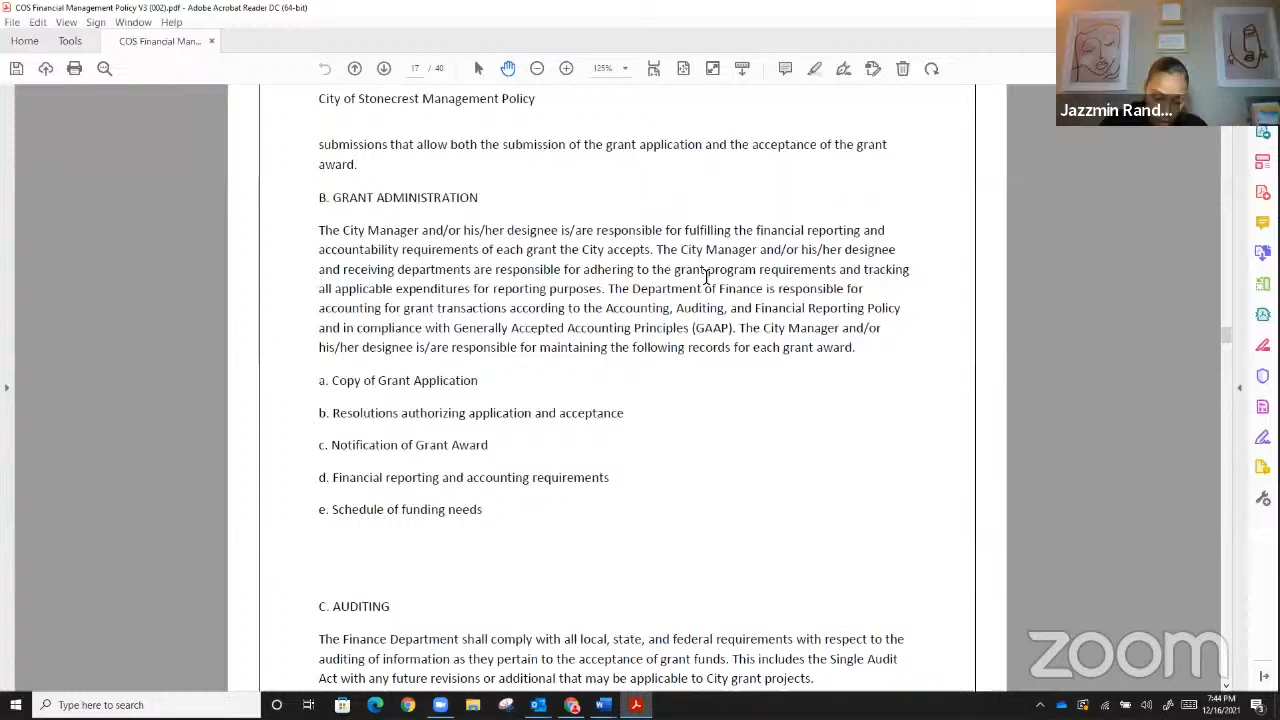 COS Financial Management Policy V3 (002).pdf - Adobe Acrobat Reader DC (64-bit)
File Edit View Sign Window Help
Home Tools COS Financial Man... ×
17 / 40 125%
Jazzmin Rand...
City of Stonecrest Management Policy
submissions that allow both the submission of the grant application and the acceptance of the grant
award.
B. GRANT ADMINISTRATION
The City Manager and/or his/her designee is/are responsible for fulfilling the financial reporting and
accountability requirements of each grant the City accepts. The City Manager and/or his/her designee
and receiving departments are responsible for adhering to the grant program requirements and tracking
all applicable expenditures for reporting purposes. The Department of Finance is responsible for
accounting for grant transactions according to the Accounting, Auditing, and Financial Reporting Policy
and in compliance with Generally Accepted Accounting Principles (GAAP). The City Manager and/or
his/her designee is/are responsible for maintaining the following records for each grant award.
a. Copy of Grant Application
b. Resolutions authorizing application and acceptance
c. Notification of Grant Award
d. Financial reporting and accounting requirements
e. Schedule of funding needs
C. AUDITING
The Finance Department shall comply with all local, state, and federal requirements with respect to the
auditing of information as they pertain to the acceptance of grant funds. This includes the Single Audit
Act with any future revisions or additional that may be applicable to City grant projects.
zoom
Type here to search
7:44 PM
12/16/2021